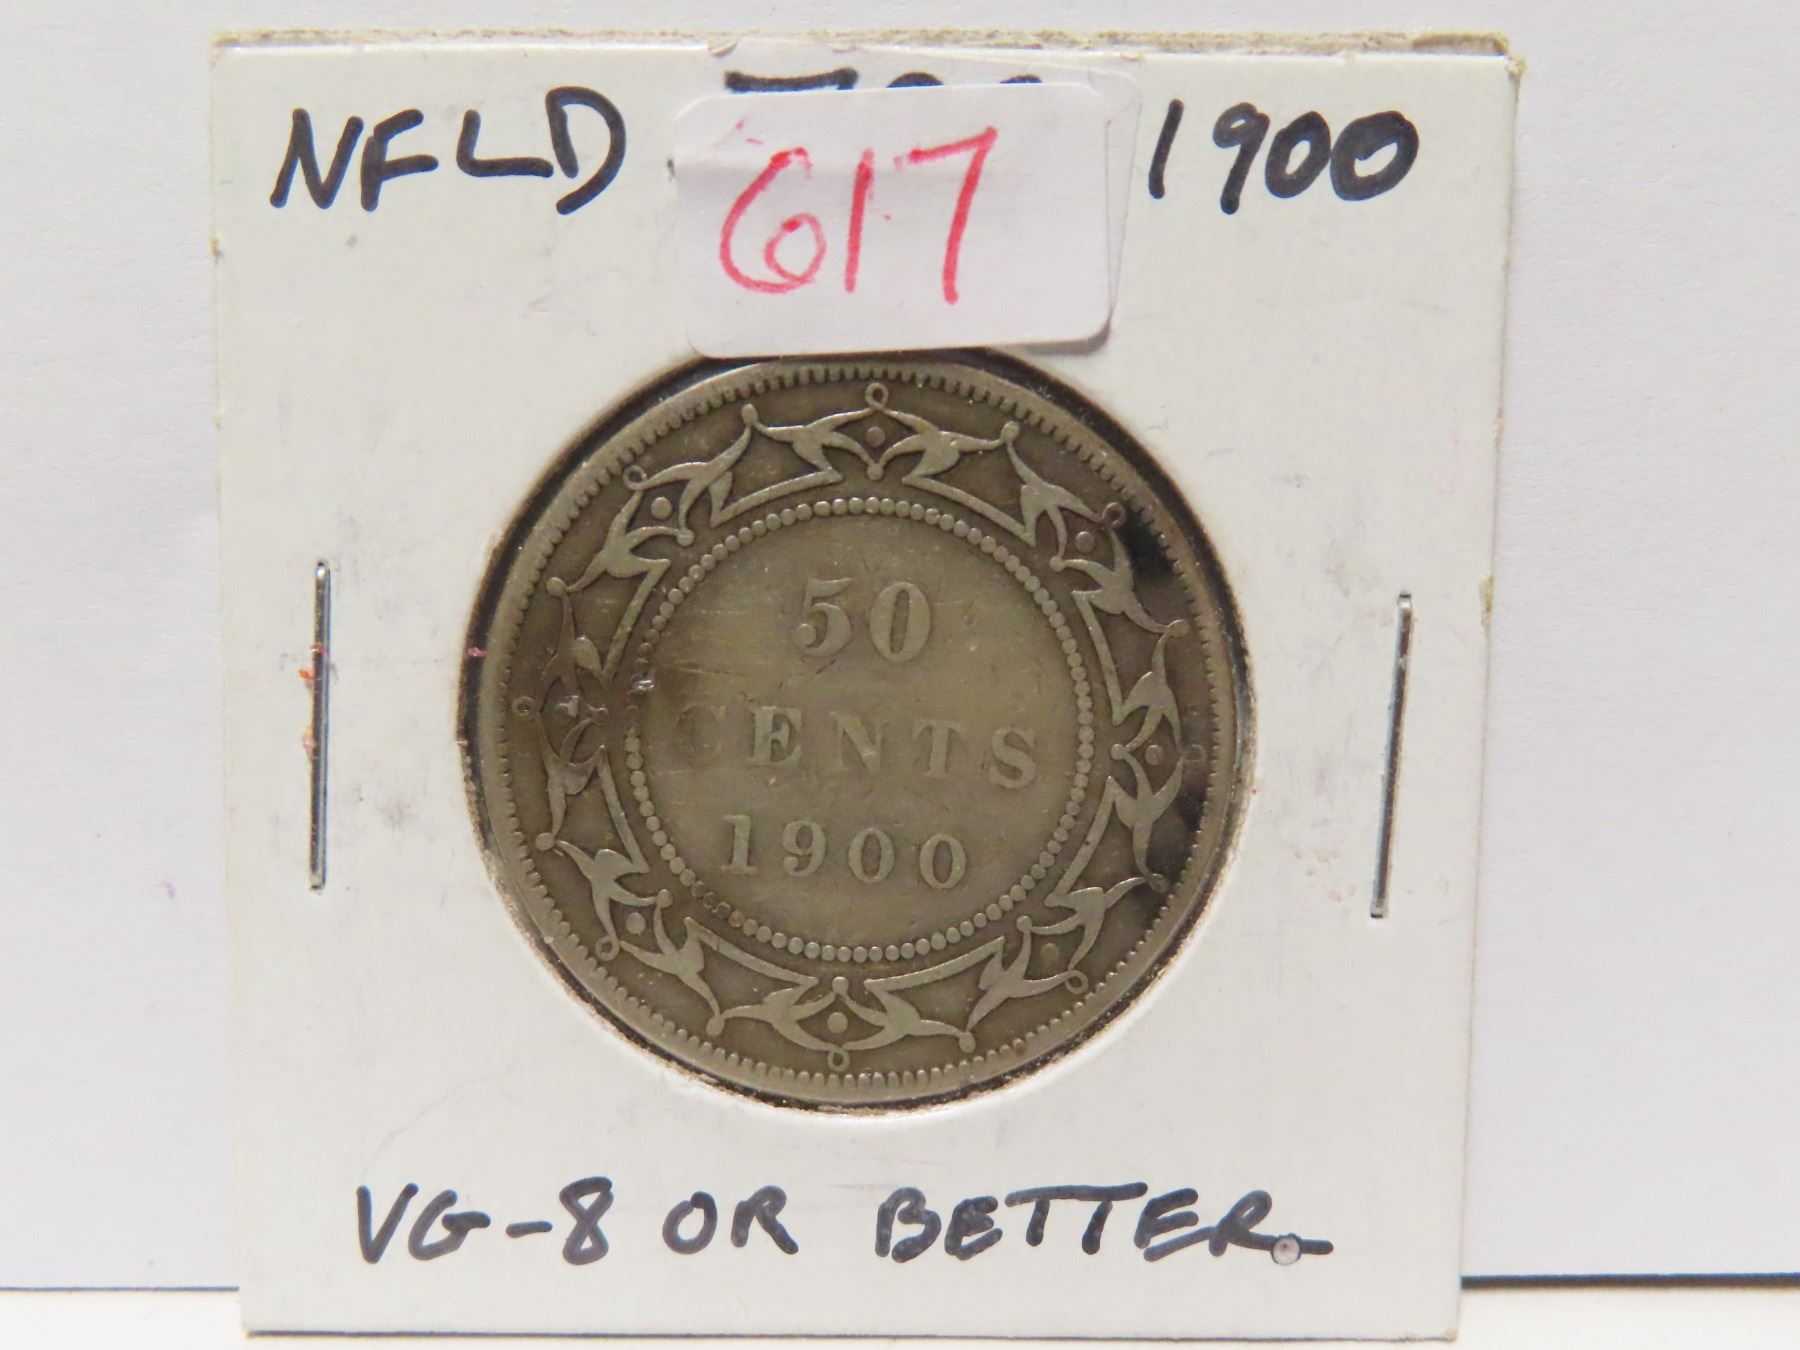 NFLD 1900
617
50
CENTS
1900
VG-8 OR BETTER.